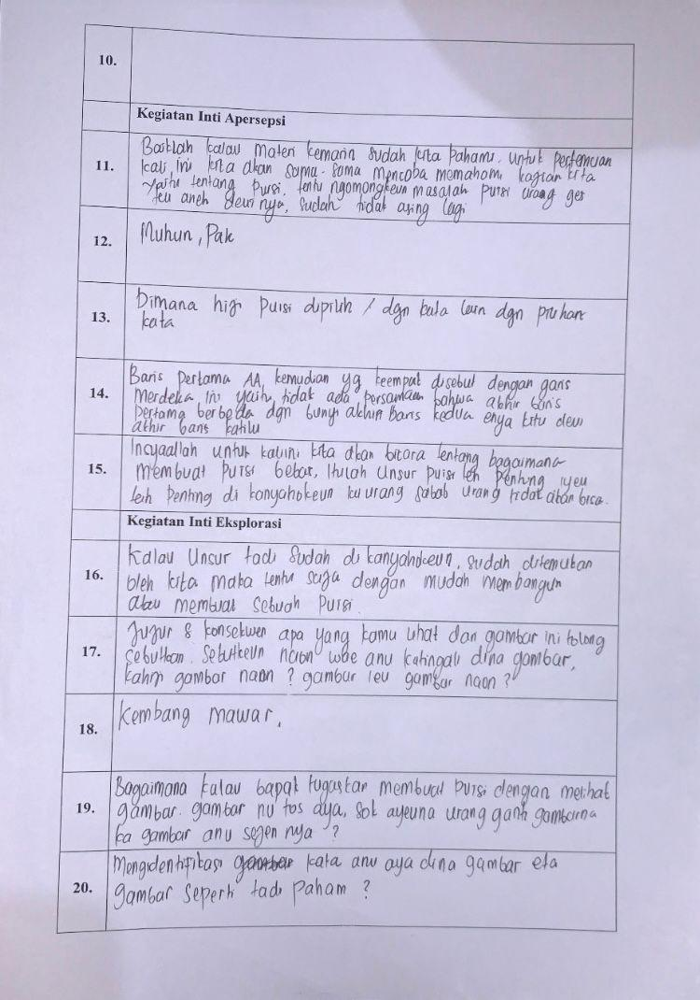 10.
Kegiatan Inti Apersepsi
11.
Baiklah kalau materi kemarin sudah kita pahami. untuk pertemuan
kali ini kita akan sama-sama mencoba memahami kajian kita
yaitu tentang puisi. tentu ngomongkeun masalah puisi urang ges
teu aneh deui nya, sudah tidak asing lagi
12.
Muhun, Pak
13.
Dimana puisi dipilih / dgn kata lain dgn pilihan
kata
14.
Baris pertama AA, kemudian yg keempat disebut dengan garis
merdeka ini yaitu tidak ada persamaan bahwa akhir baris
pertama berbeda dgn bunyi akhir baris kedua enya kitu deui
akhir baris katilu
15.
Insyaallah untuk kali ini kita akan bicara tentang bagaimana
membuat puisi bebas, itulah unsur puisi teh penting iyeu
teh penting di kanyahokeun ku urang sabab urang tidak akan bisa.
Kegiatan Inti Eksplorasi
16.
Kalau unsur tadi sudah di kanyahokeun, sudah ditemukan
oleh kita maka tentu saja dengan mudah membangun
atau membuat sebuah puisi
17.
Jujur & konsekwen apa yang kamu lihat dari gambar ini tolong
sebutkan. Sebutkeun naon wae anu katingali dina gambar,
gambar naon ? gambar ieu gambar naon ?
18.
Kembang mawar.
19.
Bagaimana kalau bapak tugaskan membuat puisi dengan melihat
gambar. gambar nu tos aya, sok ayeuna urang ganti gambarna
ka gambar anu sejen nya ?
20.
Mengidentifikasi kata anu aya dina gambar eta
gambar seperti tadi paham ?